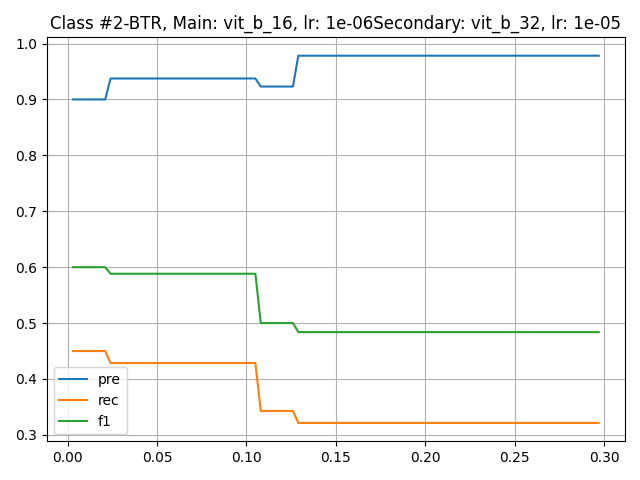 Class #2-BTR, Main: vit_b_16, lr: 1e-06Secondary: vit_b_32, lr: 1e-05
1.0
0.9
0.8
0.7
0.6
0.5
0.4
0.3
pre
rec
f1
0.00 0.05 0.10 0.15 0.20 0.25 0.30